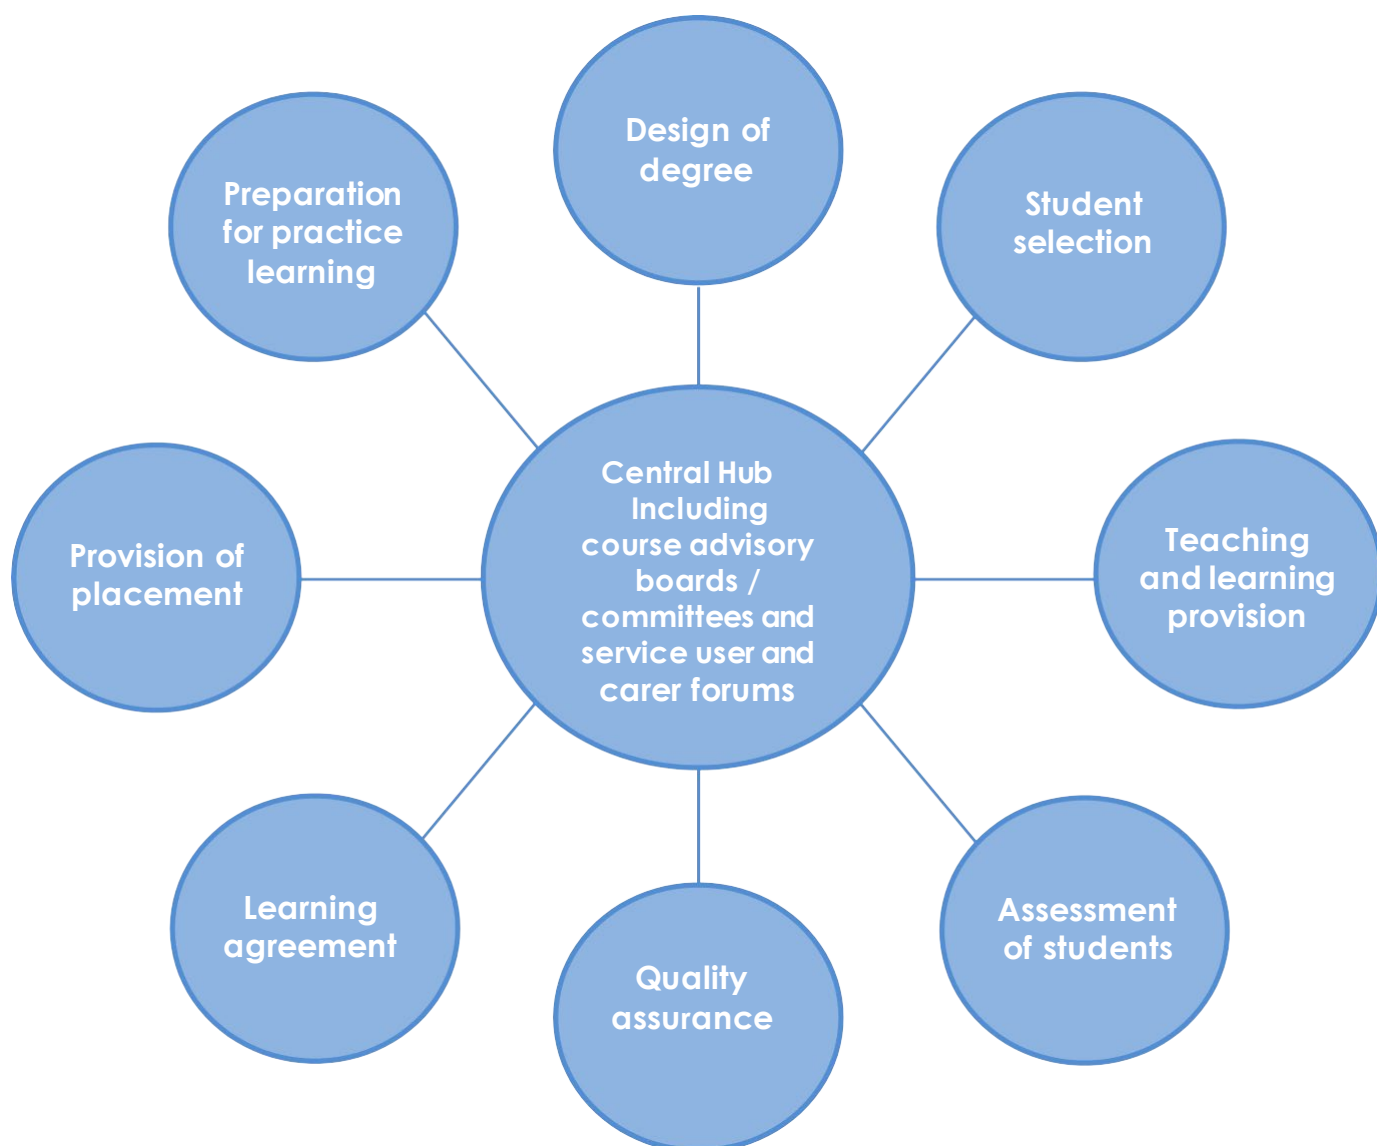 Design of
degree
Student
selection
Teaching
and learning
provision
Assessment
of students
Quality
assurance
Learning
agreement
Provision of
placement
Preparation
for practice
learning
Central Hub
Including
course advisory
boards /
committees and
service user and
carer forums